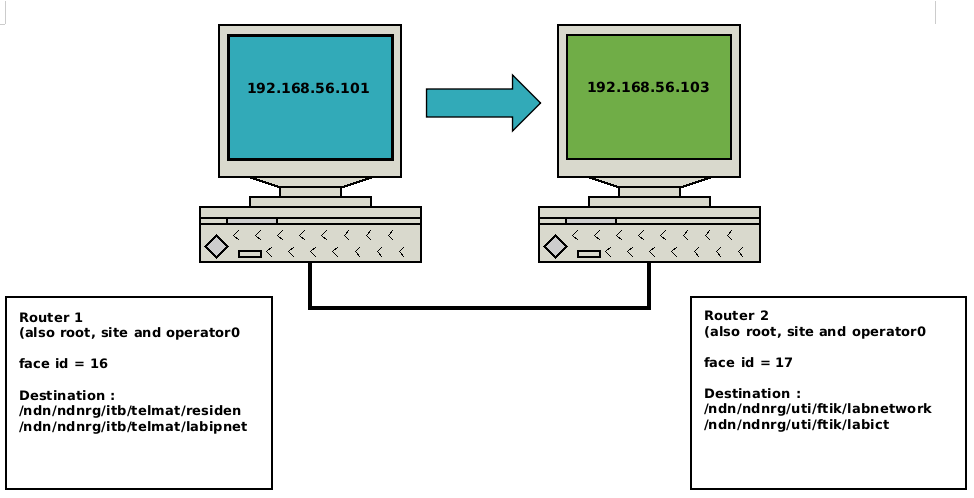 192.168.56.101
192.168.56.103
Router 1
(also root, site and operator0
face id = 16
Destination :
/ndn/ndnrg/itb/telmat/residen
/ndn/ndnrg/itb/telmat/labipnet
Router 2
(also root, site and operator0
face id = 17
Destination :
/ndn/ndnrg/uti/ftik/labnetwork
/ndn/ndnrg/uti/ftik/labict